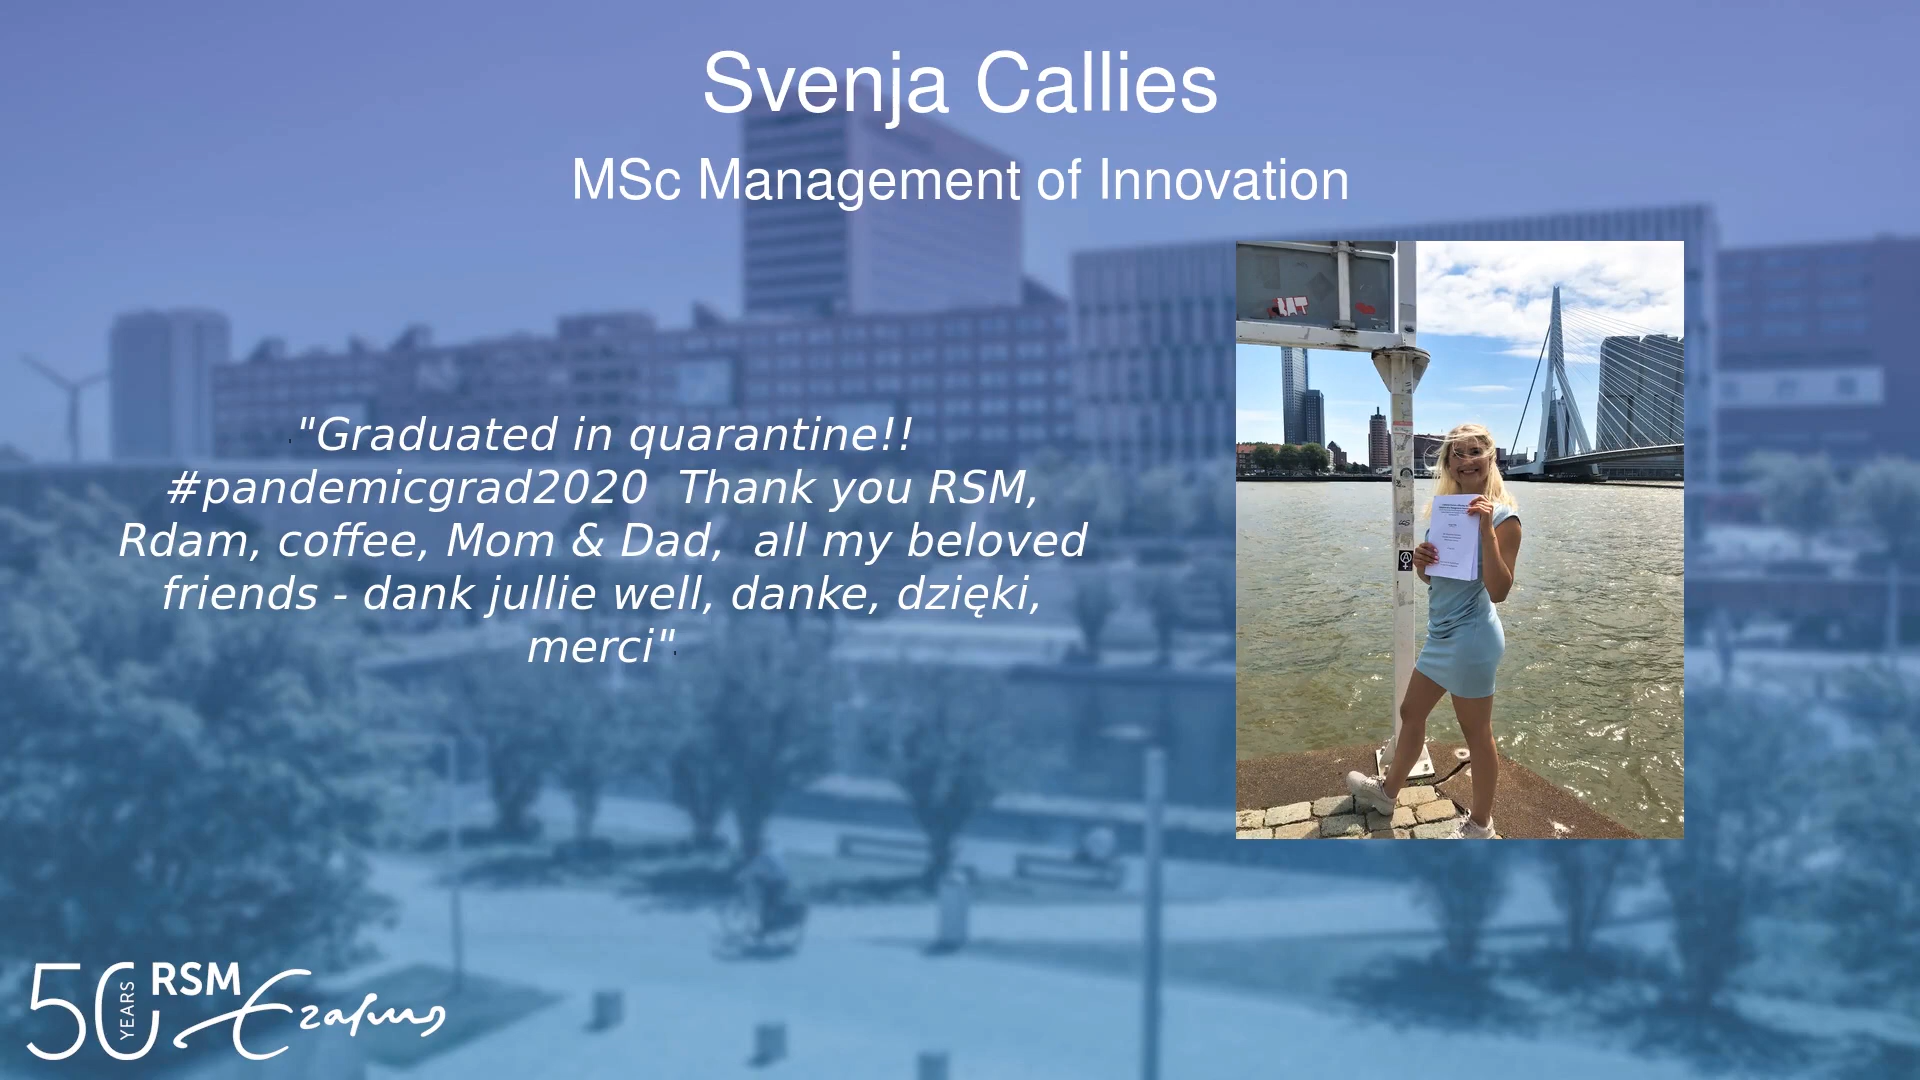 Svenja Callies
MSc Management of Innovation
"Graduated in quarantine!!
#pandemicgrad2020  Thank you RSM,
Rdam, coffee, Mom & Dad,  all my beloved
friends - dank jullie well, danke, dzięki,
merci"
50 YEARS RSM
Erasmus